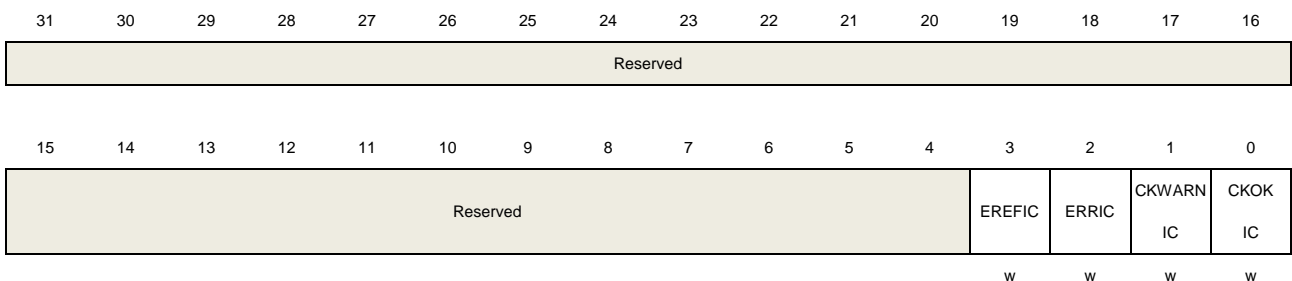 31 30 29 28 27 26 25 24 23 22 21 20 19 18 17 16
Reserved
15 14 13 12 11 10 9 8 7 6 5 4 3 2 1 0
Reserved EREFIC ERRIC CKWARN CKOK
IC IC
w w w w